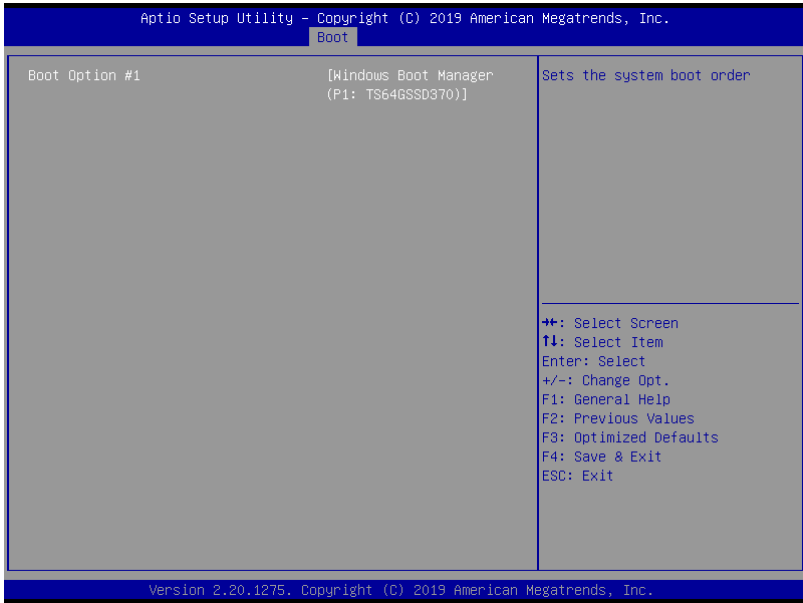 Aptio Setup Utility – Copyright (C) 2019 American Megatrends, Inc.
Boot
Boot Option #1 [Windows Boot Manager
(P1: TS64GSSD370)]
Sets the system boot order
→←: Select Screen
↑↓: Select Item
Enter: Select
+/-: Change Opt.
F1: General Help
F2: Previous Values
F3: Optimized Defaults
F4: Save & Exit
ESC: Exit
Version 2.20.1275. Copyright (C) 2019 American Megatrends, Inc.